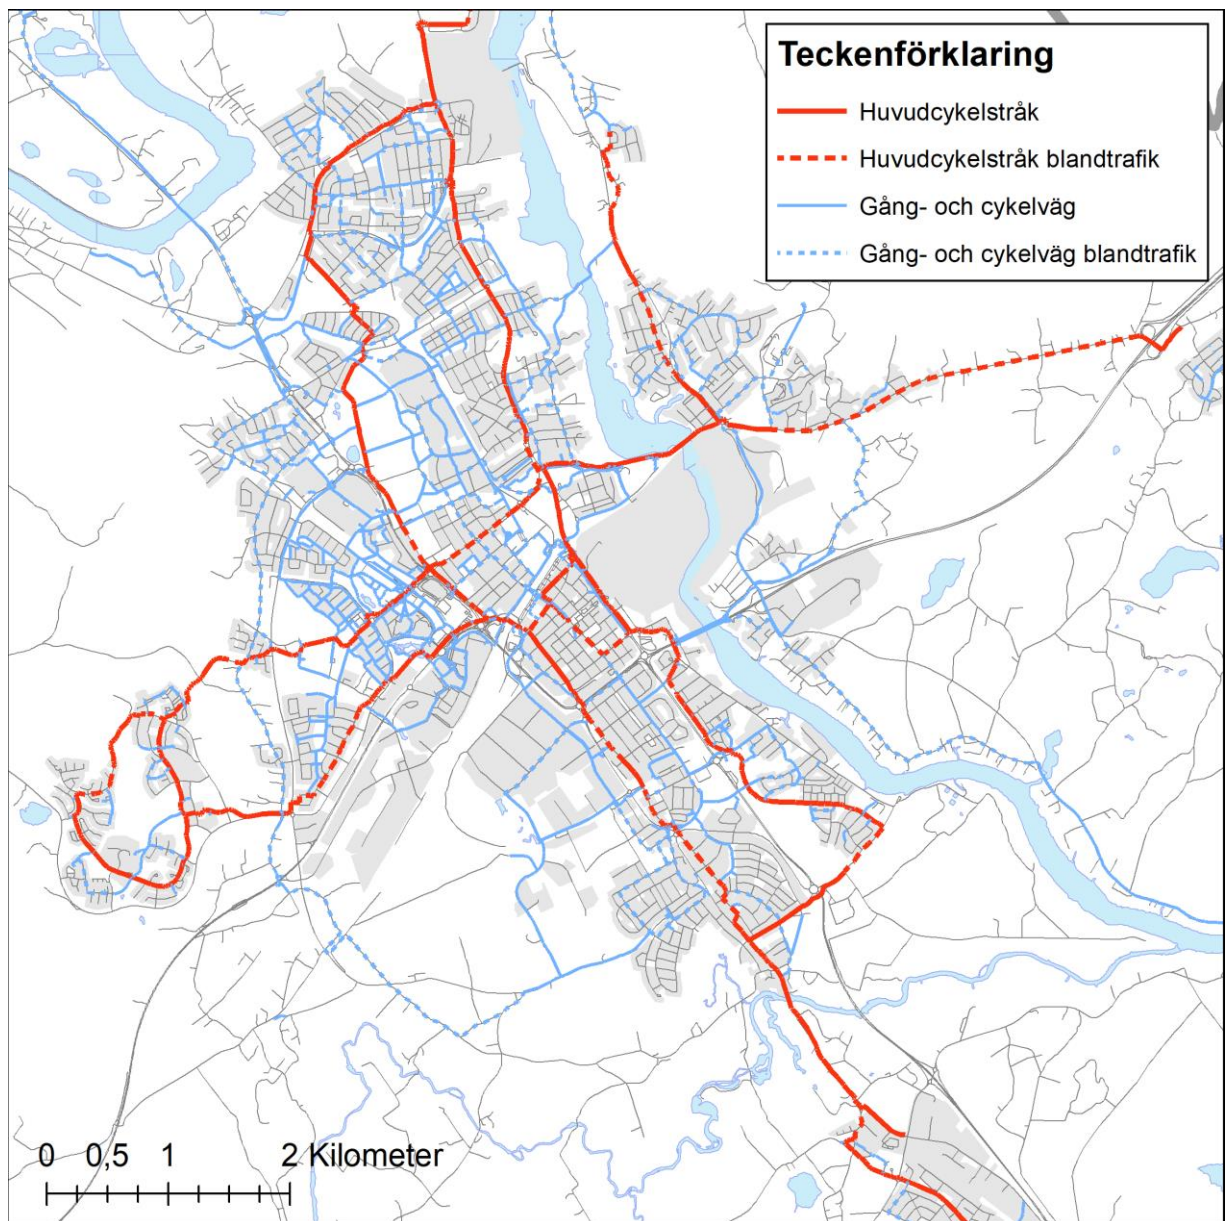 Teckenförklaring
Huvudcykelstråk
Huvudcykelstråk blandtrafik
Gång- och cykelväg
Gång- och cykelväg blandtrafik
0 0,5 1 2 Kilometer